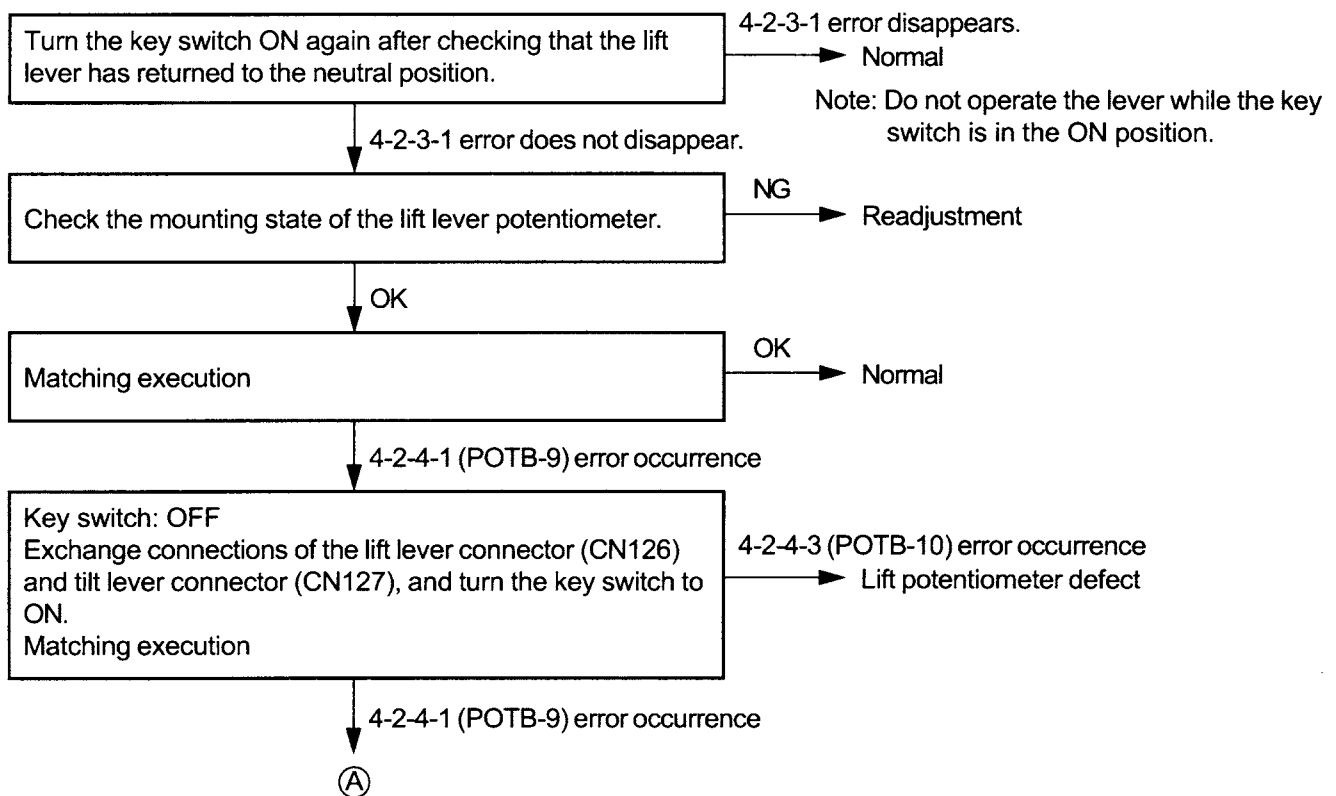 Turn the key switch ON again after checking that the lift
lever has returned to the neutral position.
4-2-3-1 error disappears.
Normal
Note: Do not operate the lever while the key
switch is in the ON position.
4-2-3-1 error does not disappear.
Check the mounting state of the lift lever potentiometer.
NG
Readjustment
OK
Matching execution
OK
Normal
4-2-4-1 (POTB-9) error occurrence
Key switch: OFF
Exchange connections of the lift lever connector (CN126)
and tilt lever connector (CN127), and turn the key switch to
ON.
Matching execution
4-2-4-3 (POTB-10) error occurrence
Lift potentiometer defect
4-2-4-1 (POTB-9) error occurrence
A